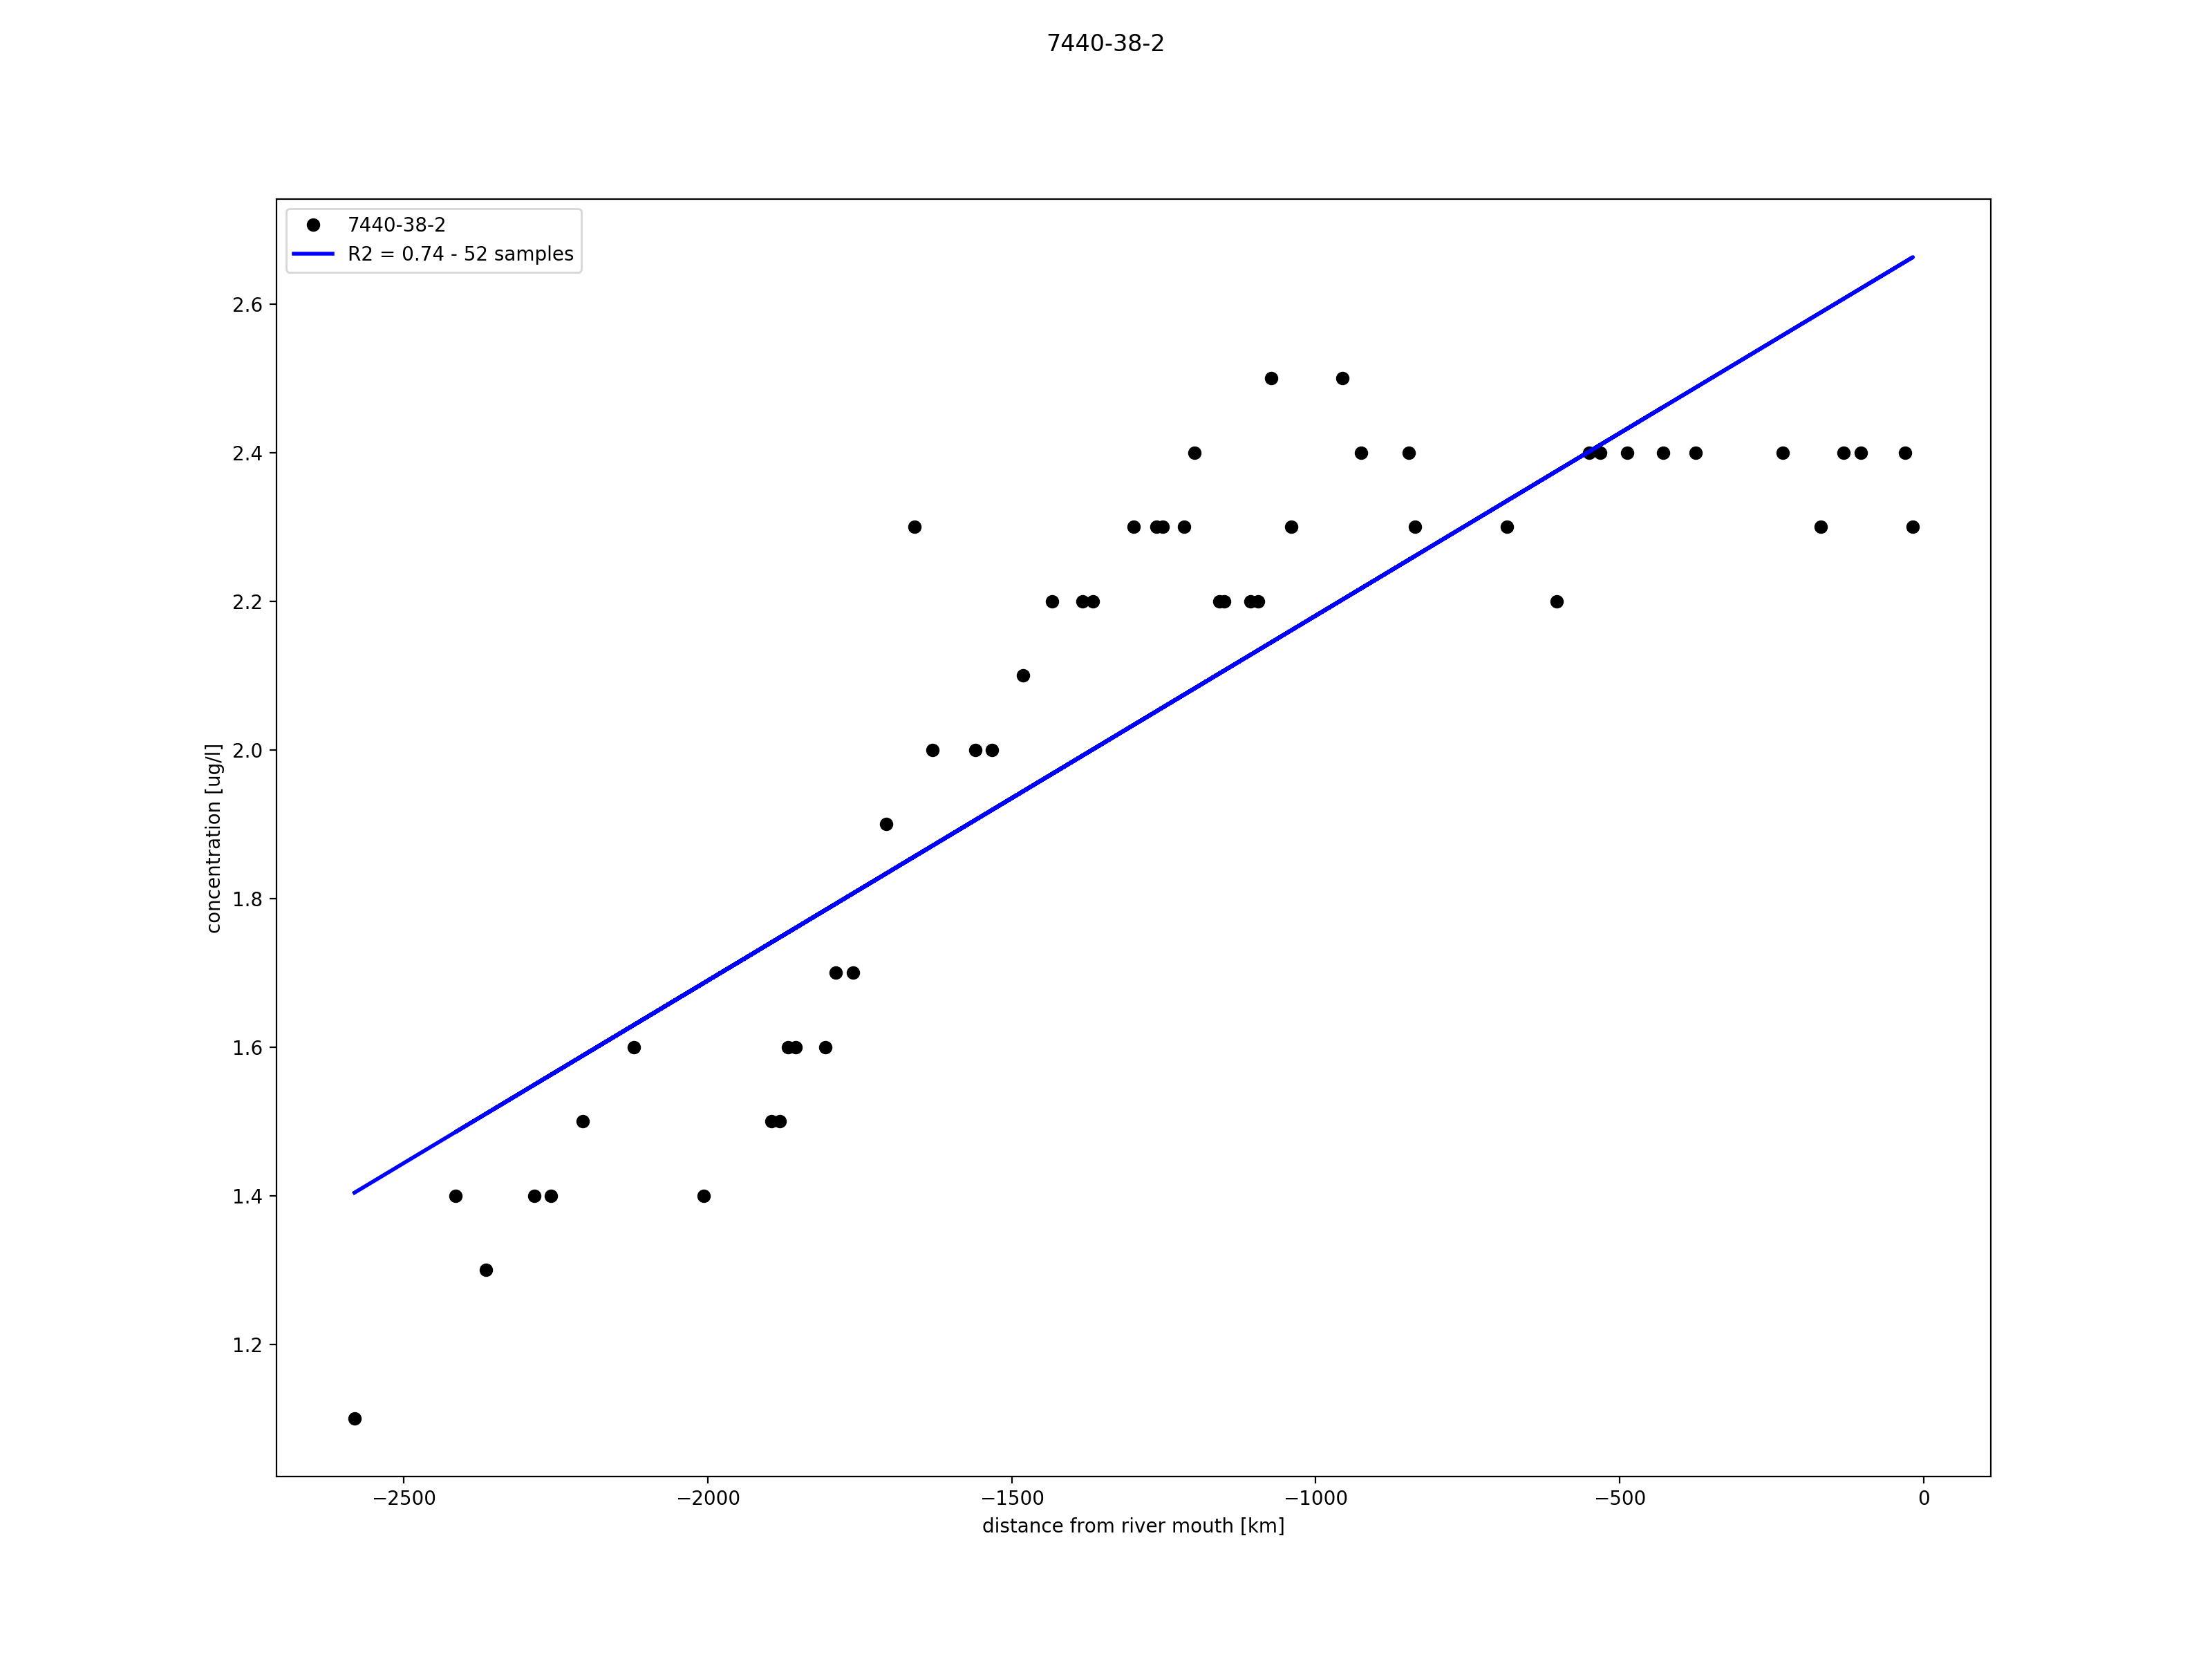 7440-38-2
7440-38-2
R2 = 0.74 - 52 samples
2.6
2.4
2.2
2.0
1.8
1.6
1.4
1.2
concentration [ug/l]
−2500 −2000 −1500 −1000 −500 0
distance from river mouth [km]